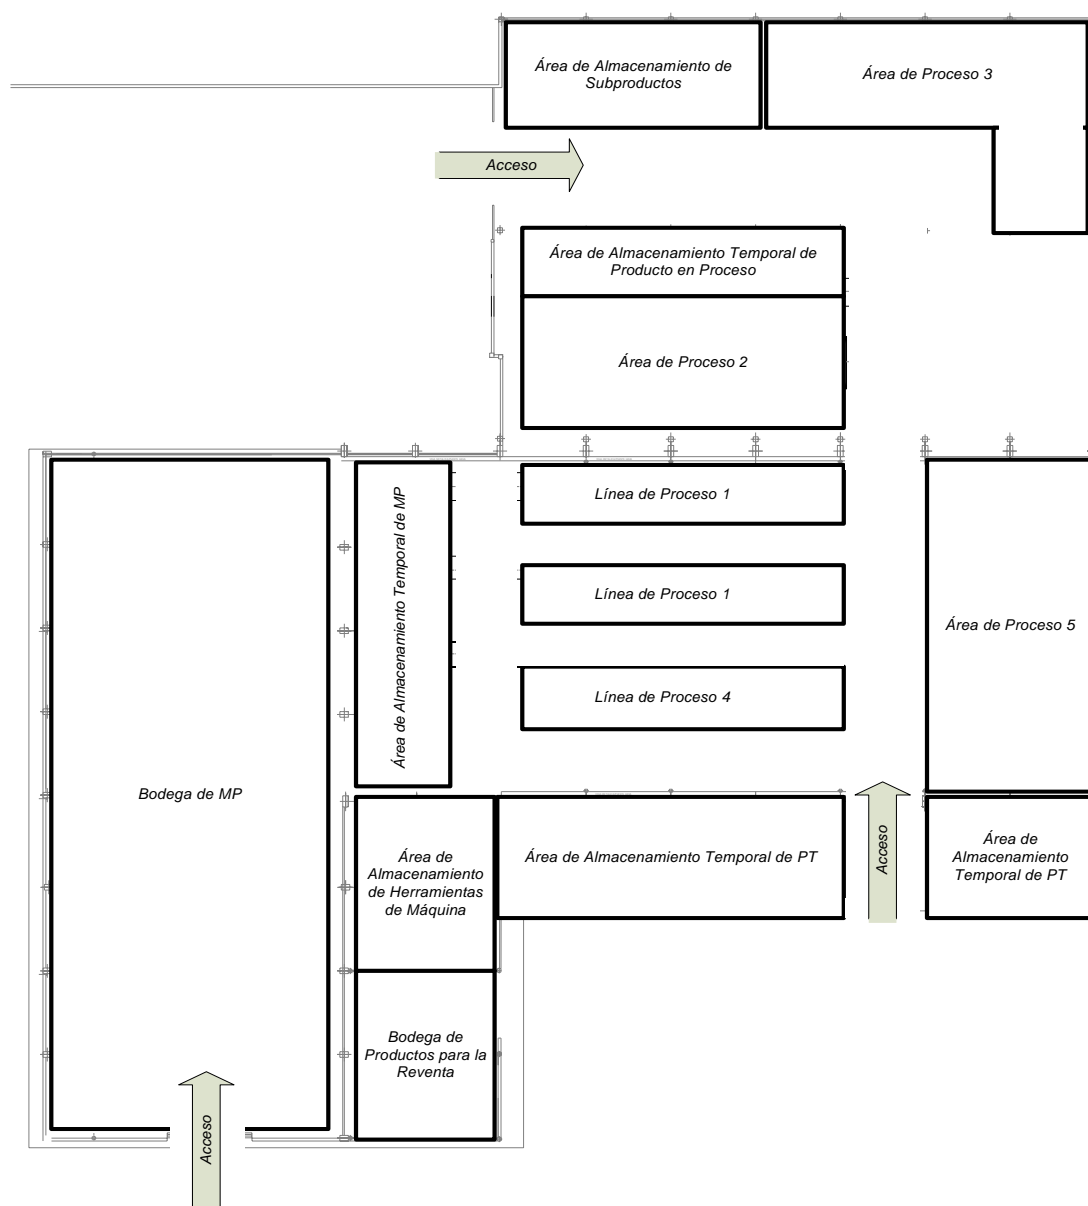 Área de Almacenamiento de
Subproductos
Área de Proceso 3
Acceso
Área de Almacenamiento Temporal de
Producto en Proceso
Área de Proceso 2
Línea de Proceso 1
Área de Almacenamiento Temporal de MP
Línea de Proceso 1
Área de Proceso 5
Línea de Proceso 4
Bodega de MP
Área de
Almacenamiento
de Herramientas
de Máquina
Área de Almacenamiento Temporal de PT
Acceso
Área de
Almacenamiento
Temporal de PT
Bodega de
Productos para la
Reventa
Acceso